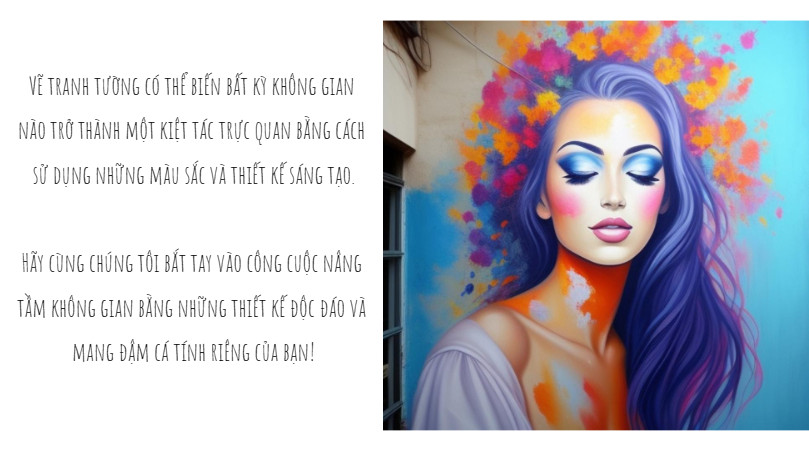 Vẽ tranh tường có thể biến bất kỳ không gian
nào trở thành một kiệt tác trực quan bằng cách
sử dụng những màu sắc và thiết kế sáng tạo.
Hãy cùng chúng tôi bắt tay vào công cuộc nâng
tầm không gian bằng những thiết kế độc đáo và
mang đậm cá tính riêng của bạn!